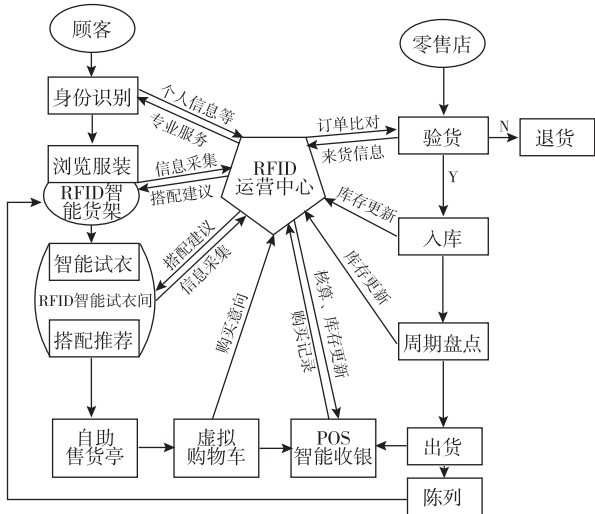 顾客
零售店
身份识别
个人信息等
专业服务
订单比对
来货信息
验货
N
退货
浏览服装
RFID智
能货架
信息采集
搭配建议
RFID
运营中心
Y
库存更新
入库
智能试衣
RFID智能试衣间
搭配推荐
搭配建议
信息采集
库存更新
周期盘点
购买意向
核算、库存更新
购买记录
自助
售货亭
虚拟
购物车
POS
智能收银
出货
陈列